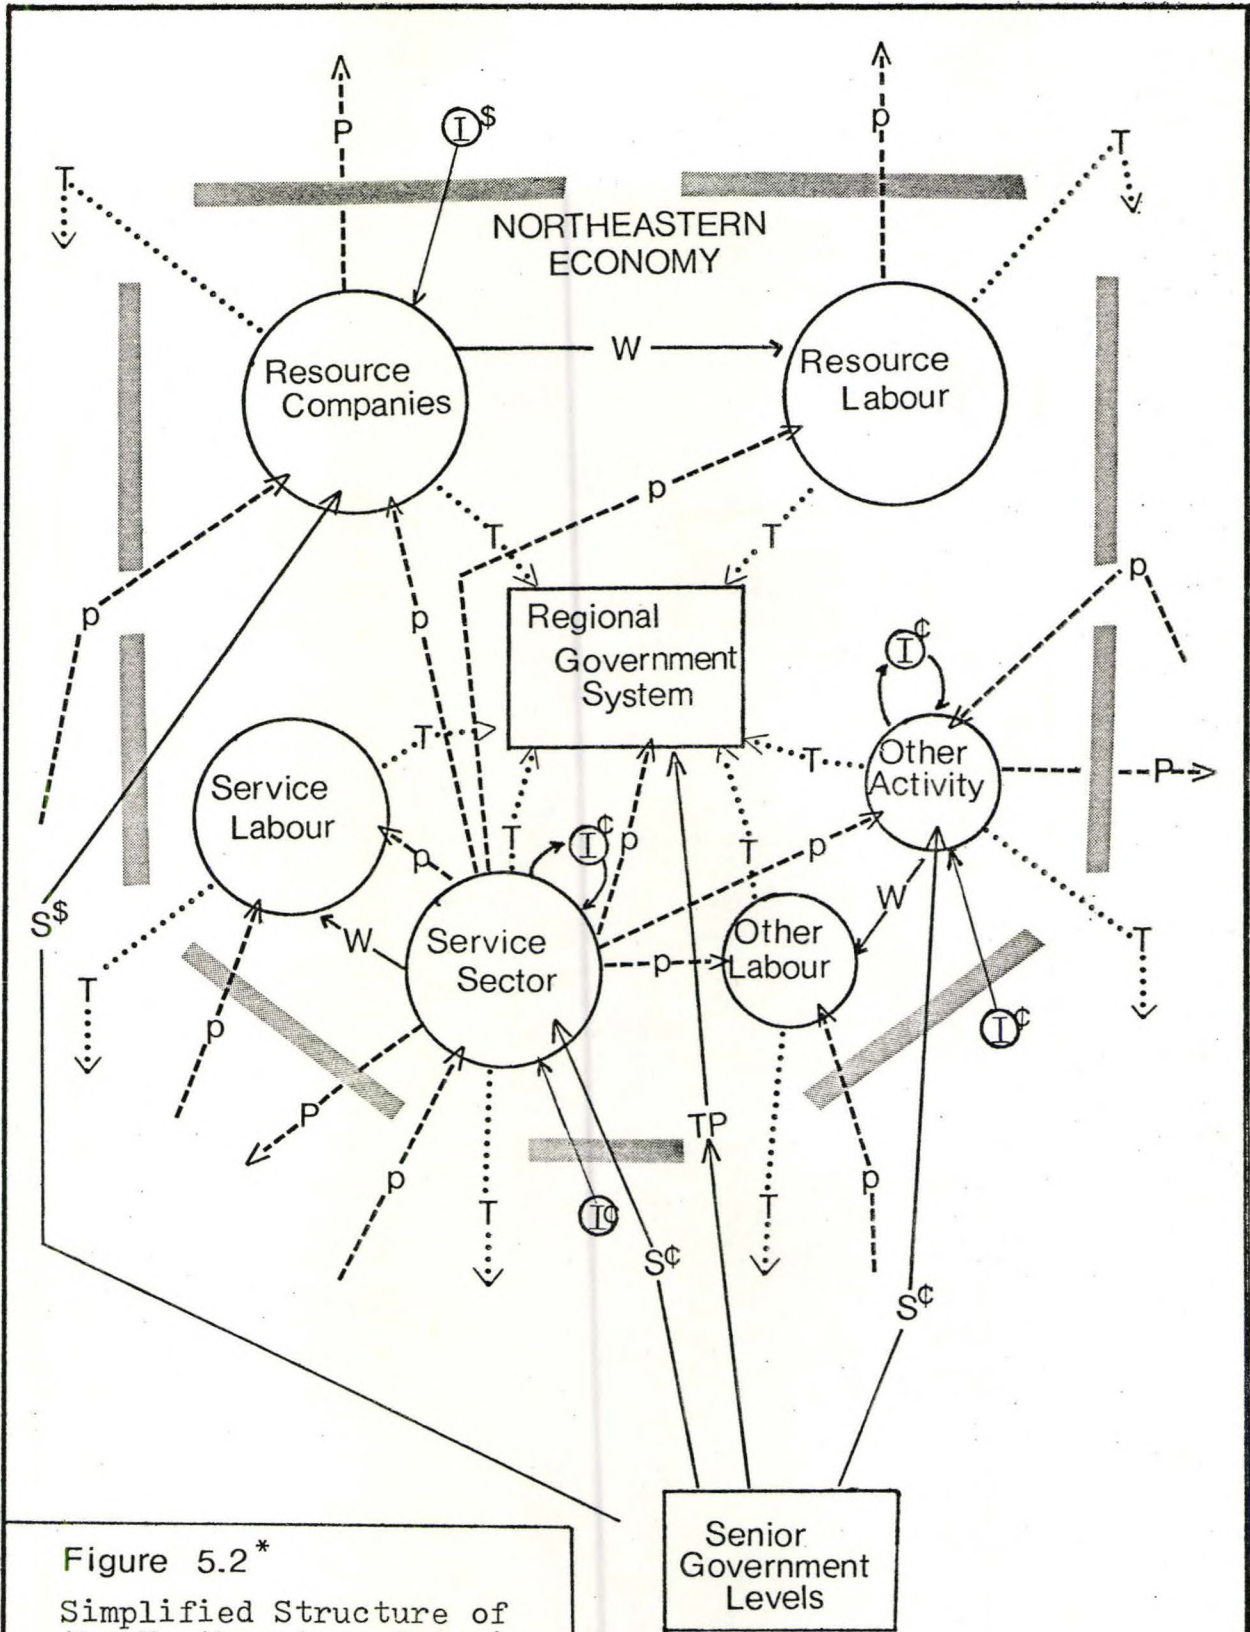 P
I$
p
T
T
NORTHEASTERN
ECONOMY
W
Resource
Companies
Resource
Labour
p
T
T
p
p
p
Regional
Government
System
I¢
T
T
Other
Activity
P
Service
Labour
T
I¢
p
T
p
p
W
S$
W
Service
Sector
p
Other
Labour
T
T
p
I¢
P
TP
p
T
I¢
T
p
S¢
S¢
Senior
Government
Levels
Figure 5.2*
Simplified Structure of